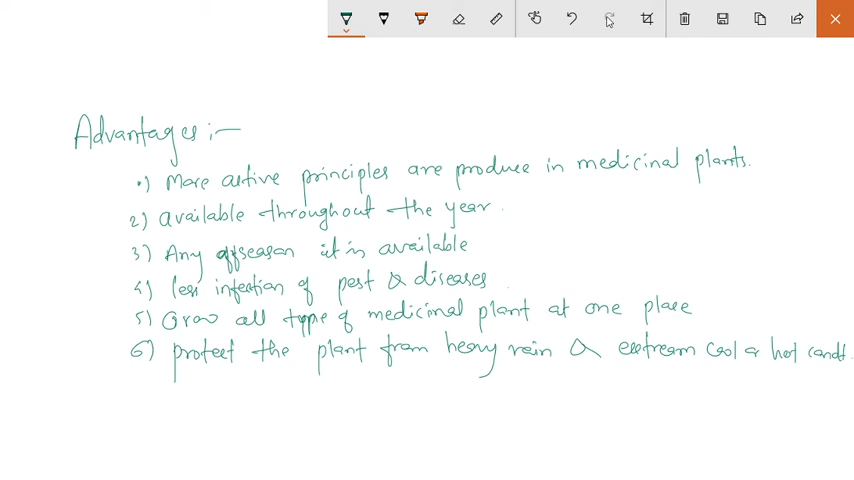 Advantages :-
1) More active principles are produce in medicinal plants.
2) available throughout the year.
3) Any offseason it is available
4) less infection of pest & diseases
5) Grow all type of medicinal plant at one place
6) protect the plant from heavy rain & extream cool or hot condt.